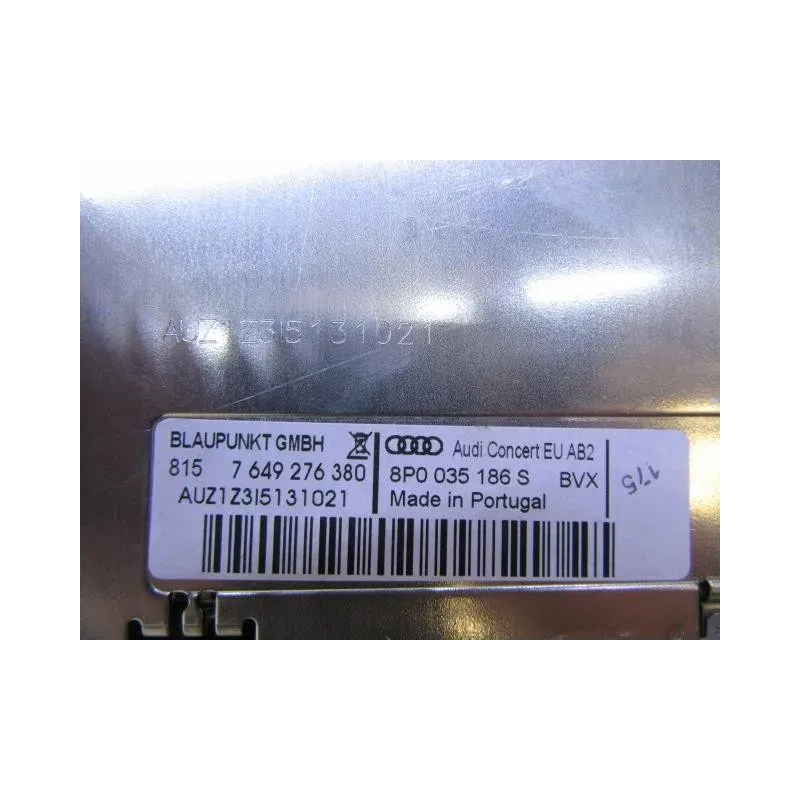 AUZ1Z3I5131021
BLAUPUNKT GMBH
815 7 649 276 380
AUZ1Z3I5131021
Audi Concert EU AB2
8P0 035 186 S BVX
Made in Portugal
175